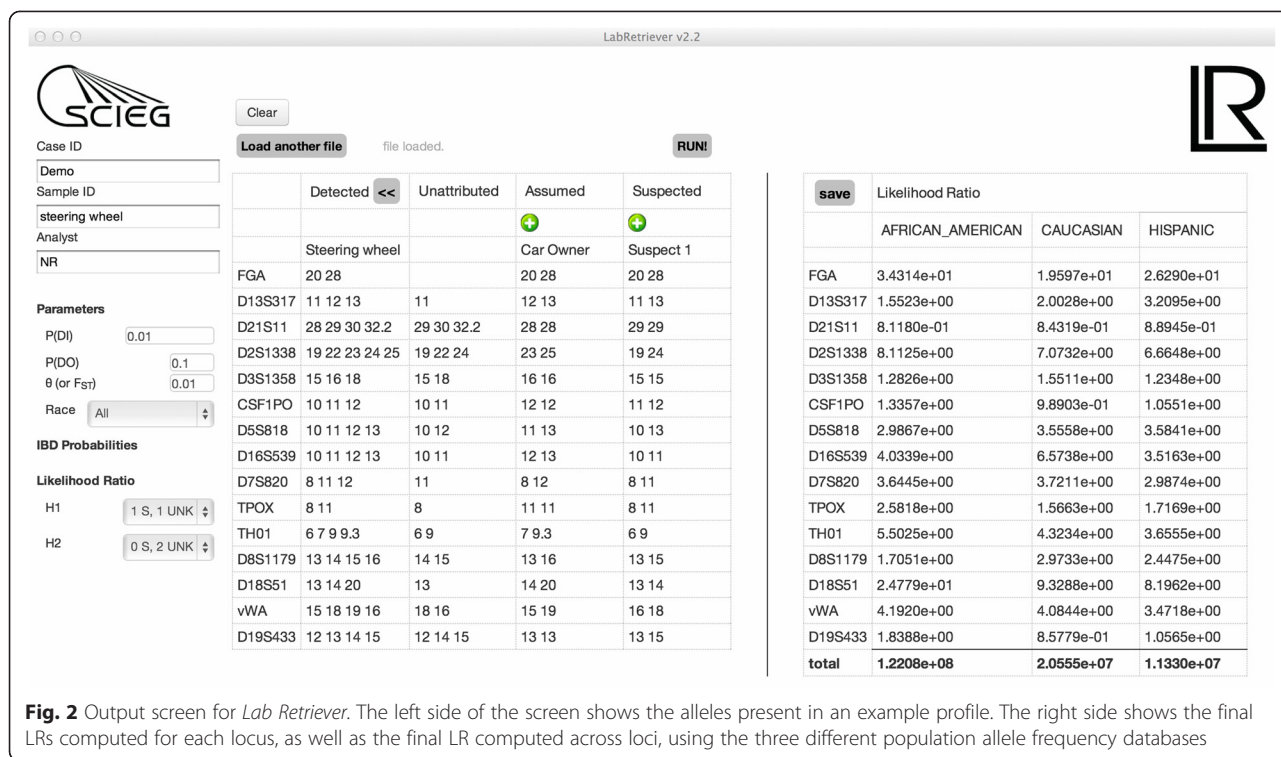 LabRetriever v2.2
SCIEG
LR
Clear
Case ID
Load another file file loaded. RUN!
Demo
Sample ID
steering wheel
Analyst
NR
Parameters
P(DI) 0.01
P(DO) 0.1
θ (or FST) 0.01
Race All
IBD Probabilities
Likelihood Ratio
H1 1 S, 1 UNK
H2 0 S, 2 UNK
Detected << Unattributed Assumed Suspected
Steering wheel Car Owner Suspect 1
FGA 20 28 20 28 20 28
D13S317 11 12 13 11 12 13 11 13
D21S11 28 29 30 32.2 29 30 32.2 28 28 29 29
D2S1338 19 22 23 24 25 19 22 24 23 25 19 24
D3S1358 15 16 18 15 18 16 16 15 15
CSF1PO 10 11 12 10 11 12 12 11 12
D5S818 10 11 12 13 10 12 11 13 10 13
D16S539 10 11 12 13 10 11 12 13 10 11
D7S820 8 11 12 11 8 12 8 11
TPOX 8 11 8 11 11 8 11
TH01 6 7 9 9.3 6 9 7 9.3 6 9
D8S1179 13 14 15 16 14 15 13 16 13 15
D18S51 13 14 20 13 14 20 13 14
vWA 15 18 19 16 18 16 15 19 16 18
D19S433 12 13 14 15 12 14 15 13 13 13 15
save Likelihood Ratio
AFRICAN_AMERICAN CAUCASIAN HISPANIC
FGA 3.4314e+01 1.9597e+01 2.6290e+01
D13S317 1.5523e+00 2.0028e+00 3.2095e+00
D21S11 8.1180e-01 8.4319e-01 8.8945e-01
D2S1338 8.1125e+00 7.0732e+00 6.6648e+00
D3S1358 1.2826e+00 1.5511e+00 1.2348e+00
CSF1PO 1.3357e+00 9.8903e-01 1.0551e+00
D5S818 2.9867e+00 3.5558e+00 3.5841e+00
D16S539 4.0339e+00 6.5738e+00 3.5163e+00
D7S820 3.6445e+00 3.7211e+00 2.9874e+00
TPOX 2.5818e+00 1.5663e+00 1.7169e+00
TH01 5.5025e+00 4.3234e+00 3.6555e+00
D8S1179 1.7051e+00 2.9733e+00 2.4475e+00
D18S51 2.4779e+01 9.3288e+00 8.1962e+00
vWA 4.1920e+00 4.0844e+00 3.4718e+00
D19S433 1.8388e+00 8.5779e-01 1.0565e+00
total 1.2208e+08 2.0555e+07 1.1330e+07
Fig. 2 Output screen for Lab Retriever. The left side of the screen shows the alleles present in an example profile. The right side shows the final
LRs computed for each locus, as well as the final LR computed across loci, using the three different population allele frequency databases